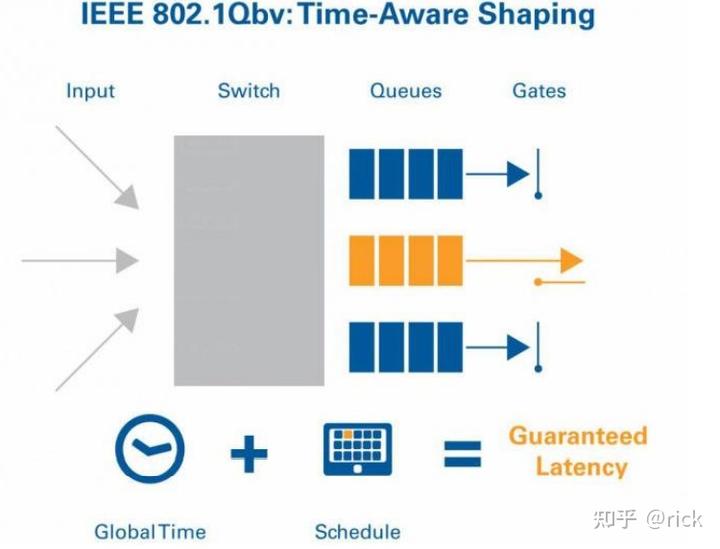 IEEE 802.1Qbv: Time-Aware Shaping
Input Switch Queues Gates
Guaranteed
Latency
Global Time Schedule
知乎 @rick